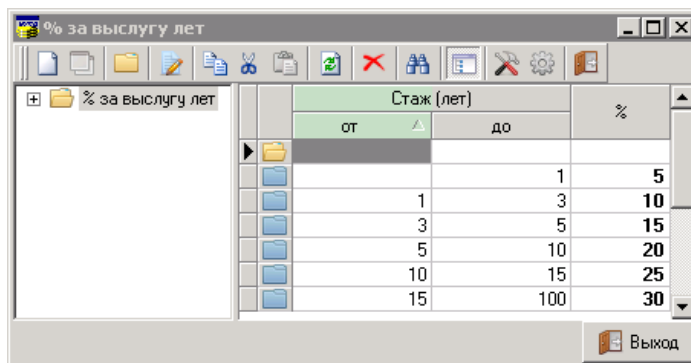 % за выслугу лет
% за выслугу лет
Стаж (лет)
%
от до
1 5
1 3 10
3 5 15
5 10 20
10 15 25
15 100 30
Выход